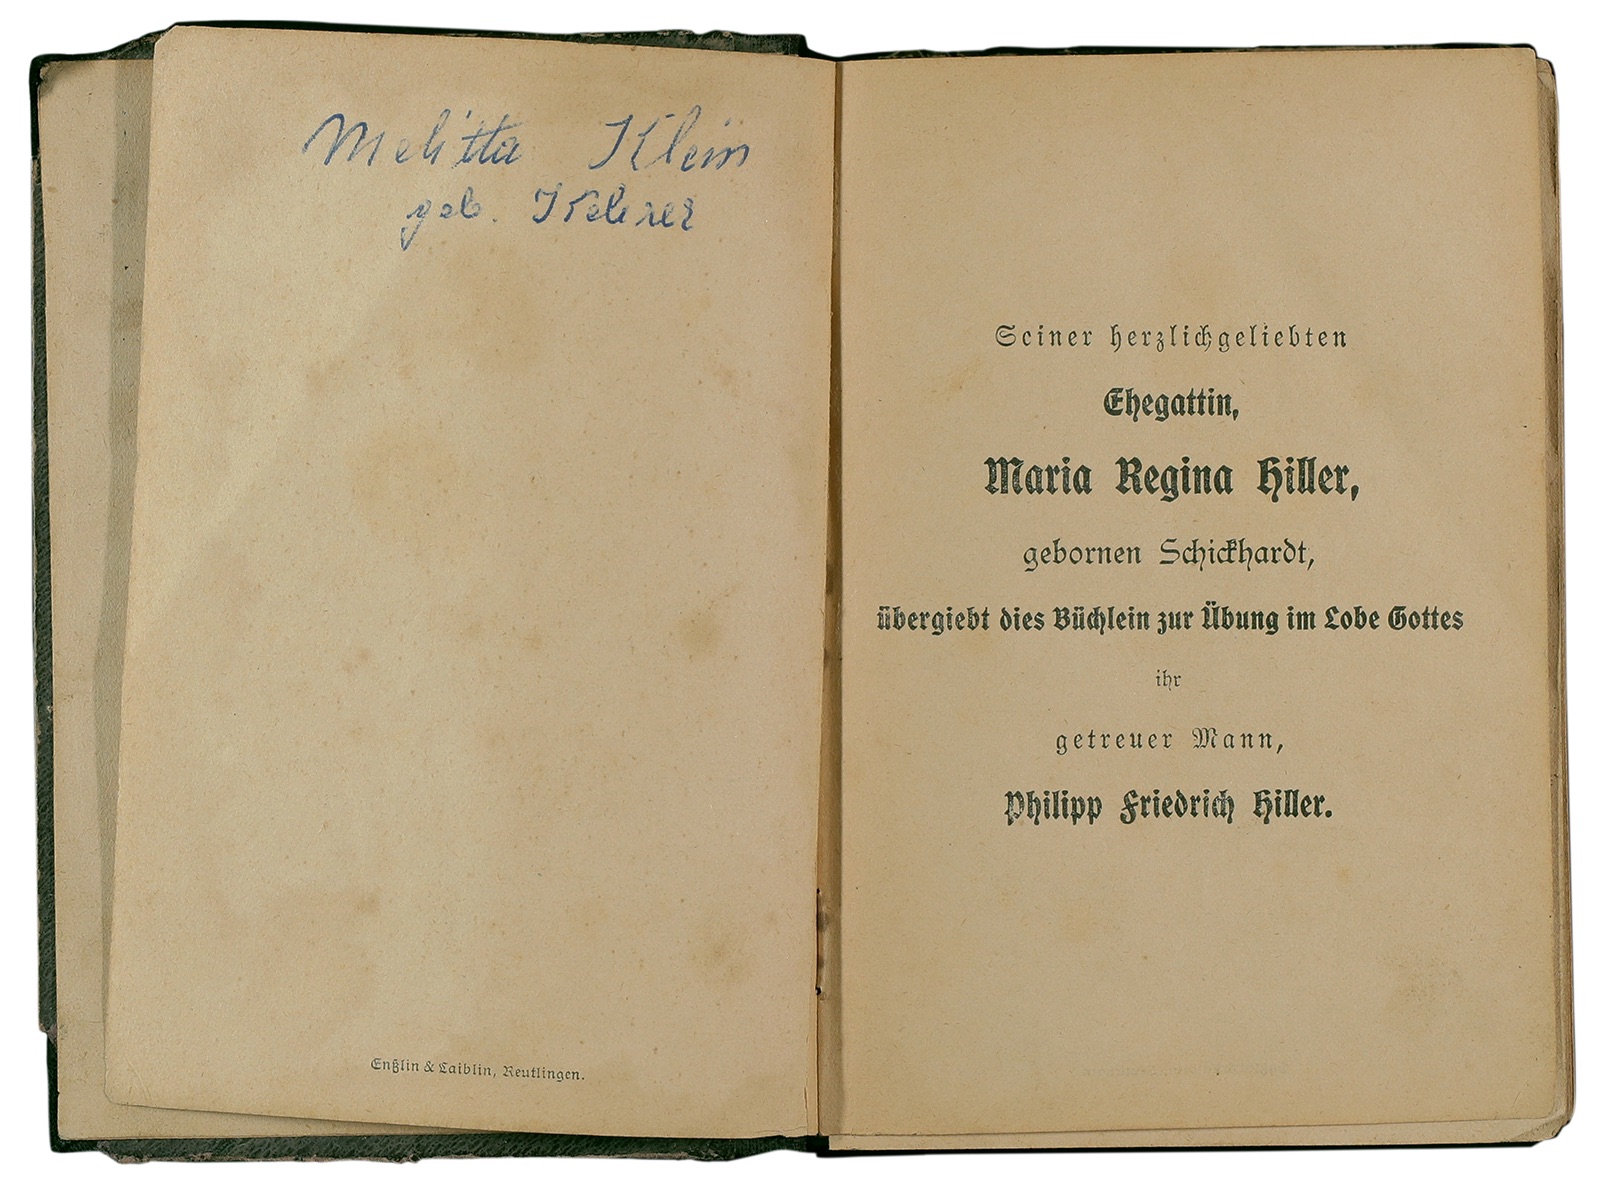 Melitta Klein
geb.
Enßlin & Laiblin, Reutlingen.
Seiner herzlichgeliebten
Ehegattin,
Maria Regina Hiller,
gebornen Schickhardt,
übergiebt dies Büchlein zur Übung im Lobe Gottes
ihr
getreuer Mann,
Philipp Friedrich Hiller.